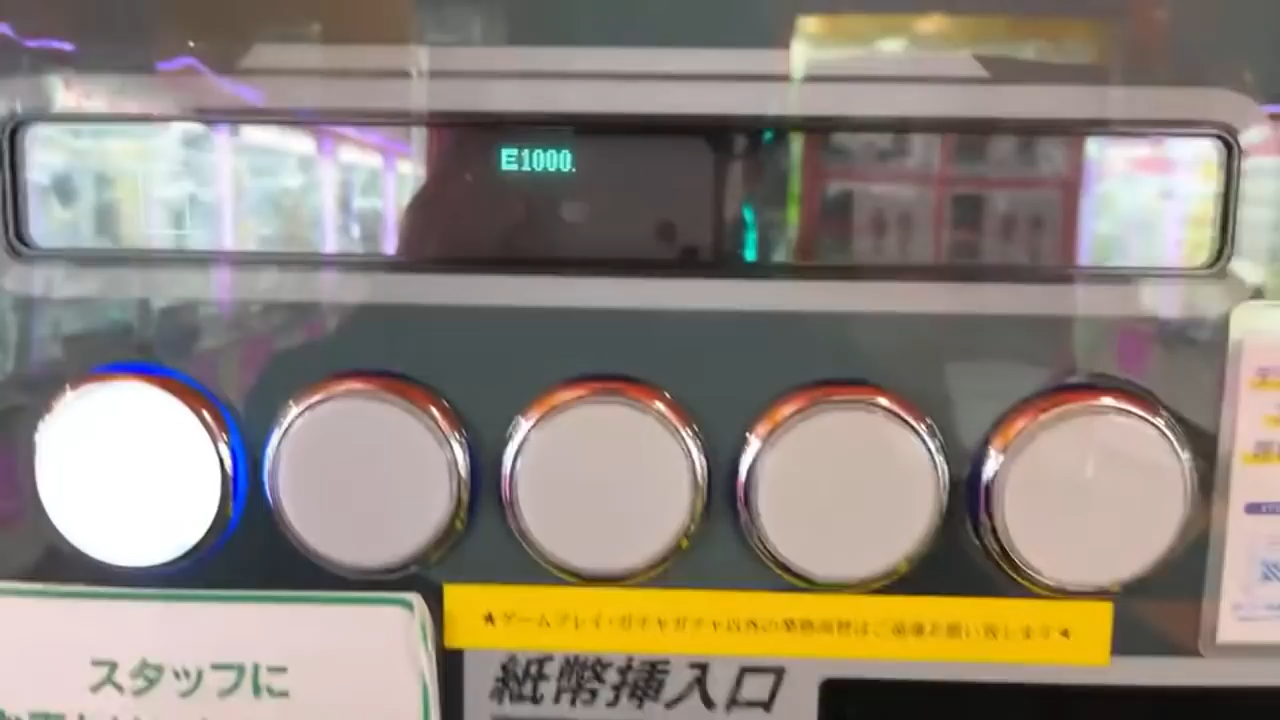 E1000.
★ゲームプレイ・ガチャガチャ以外の業務両替はご遠慮お願い致します★
スタッフに
紙幣挿入口